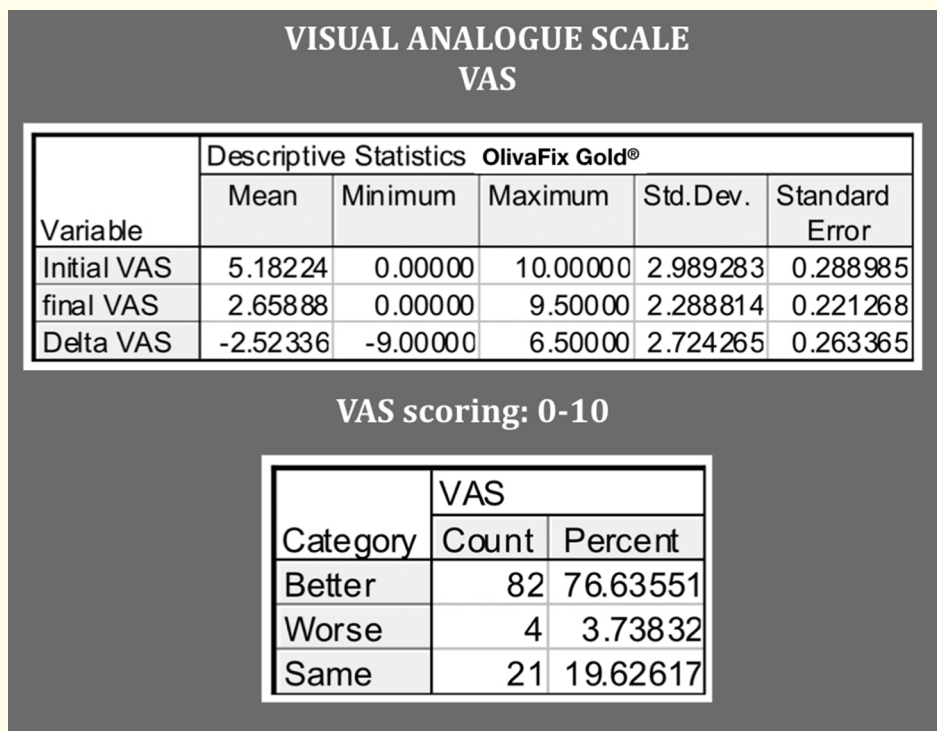 VISUAL ANALOGUE SCALE
VAS
Descriptive Statistics OlivaFix Gold®
Variable Mean Minimum Maximum Std.Dev. Standard Error
Initial VAS 5.18224 0.00000 10.00000 2.989283 0.288985
final VAS 2.65888 0.00000 9.50000 2.288814 0.221268
Delta VAS -2.52336 -9.00000 6.50000 2.724265 0.263365
VAS scoring: 0-10
VAS
Category Count Percent
Better 82 76.63551
Worse 4 3.73832
Same 21 19.62617